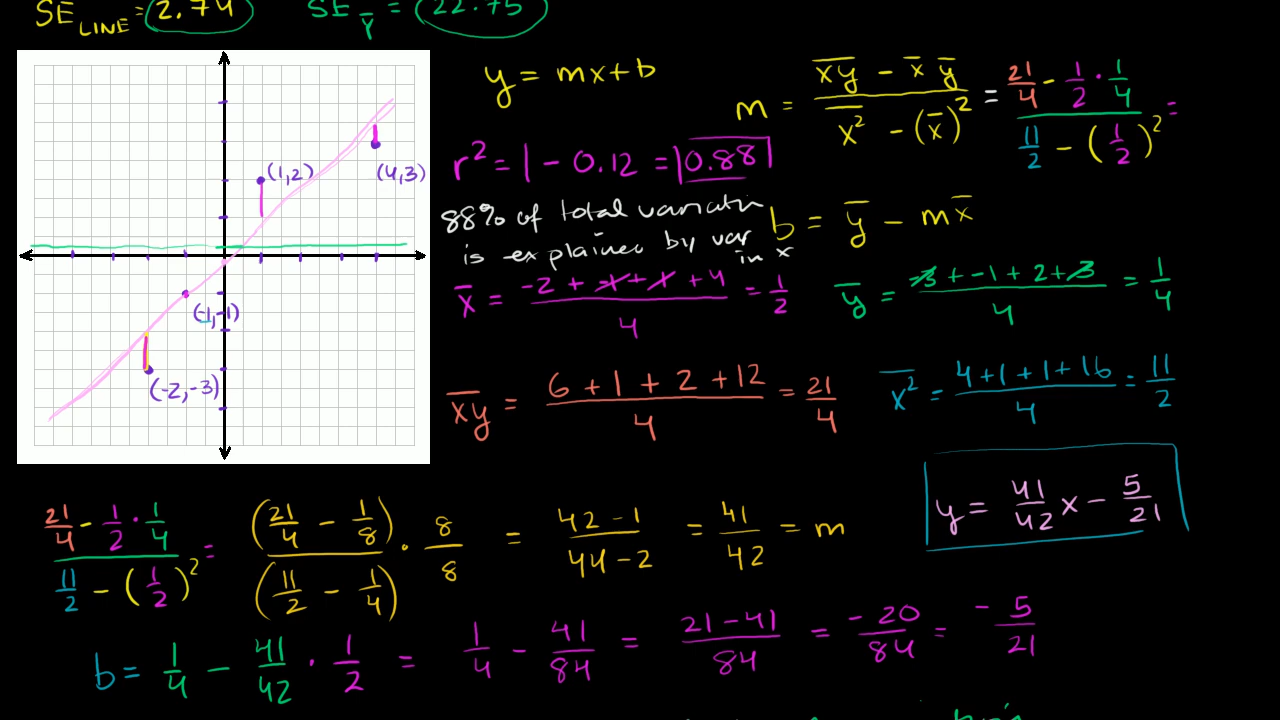 SE_LINE = 2.74    SE_ȳ = 22.75
y = mx + b
m = (x̅y̅ - x̅ y̅) / (x̅²̅ - (x̅)²) = (21/4 - 1/2 · 1/4) / (11/2 - (1/2)²) =
(1,2)
(4,3)
(-1,-1)
(-2,-3)
r² = 1 - 0.12 = 0.88
88% of total variatn
is explained by var
in x
b = y̅ - mx̅
x̅ = (-2 + -1 + 1 + 4) / 4 = 1/2
y̅ = (-3 + -1 + 2 + 3) / 4 = 1/4
x̅y̅ = (6 + 1 + 2 + 12) / 4 = 21/4
x̅²̅ = (4 + 1 + 1 + 16) / 4 = 11/2
y = 41/42 x - 5/21
(21/4 - 1/2 · 1/4) / (11/2 - (1/2)²) = (21/4 - 1/8) / (11/2 - 1/4) · 8/8 = (42 - 1) / (44 - 2) = 41/42 = m
b = 1/4 - 41/42 · 1/2 = 1/4 - 41/84 = (21 - 41) / 84 = -20/84 = -5/21